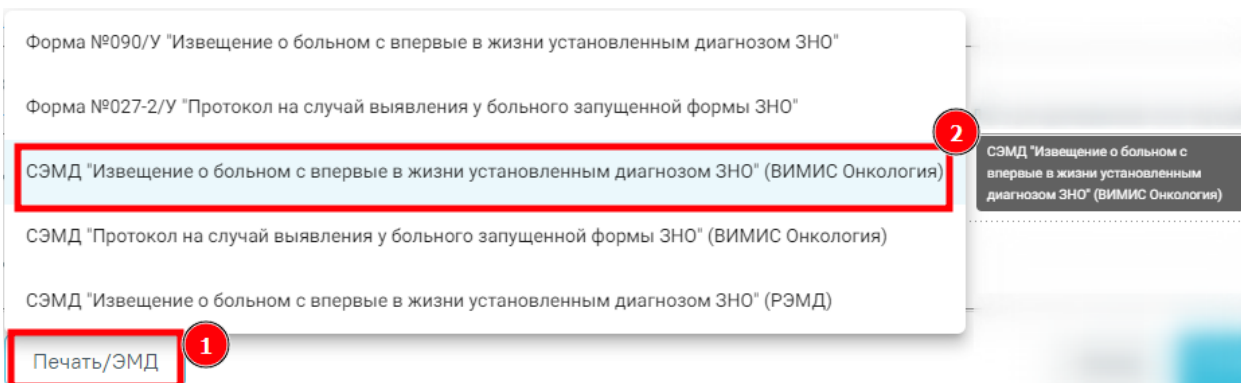 Форма №090/У "Извещение о больном с впервые в жизни установленным диагнозом ЗНО"
Форма №027-2/У "Протокол на случай выявления у больного запущенной формы ЗНО"
2
СЭМД "Извещение о больном с впервые в жизни установленным диагнозом ЗНО" (ВИМИС Онкология)
СЭМД "Извещение о больном с
впервые в жизни установленным
диагнозом ЗНО" (ВИМИС Онкология)
СЭМД "Протокол на случай выявления у больного запущенной формы ЗНО" (ВИМИС Онкология)
СЭМД "Извещение о больном с впервые в жизни установленным диагнозом ЗНО" (РЭМД)
1
Печать/ЭМД